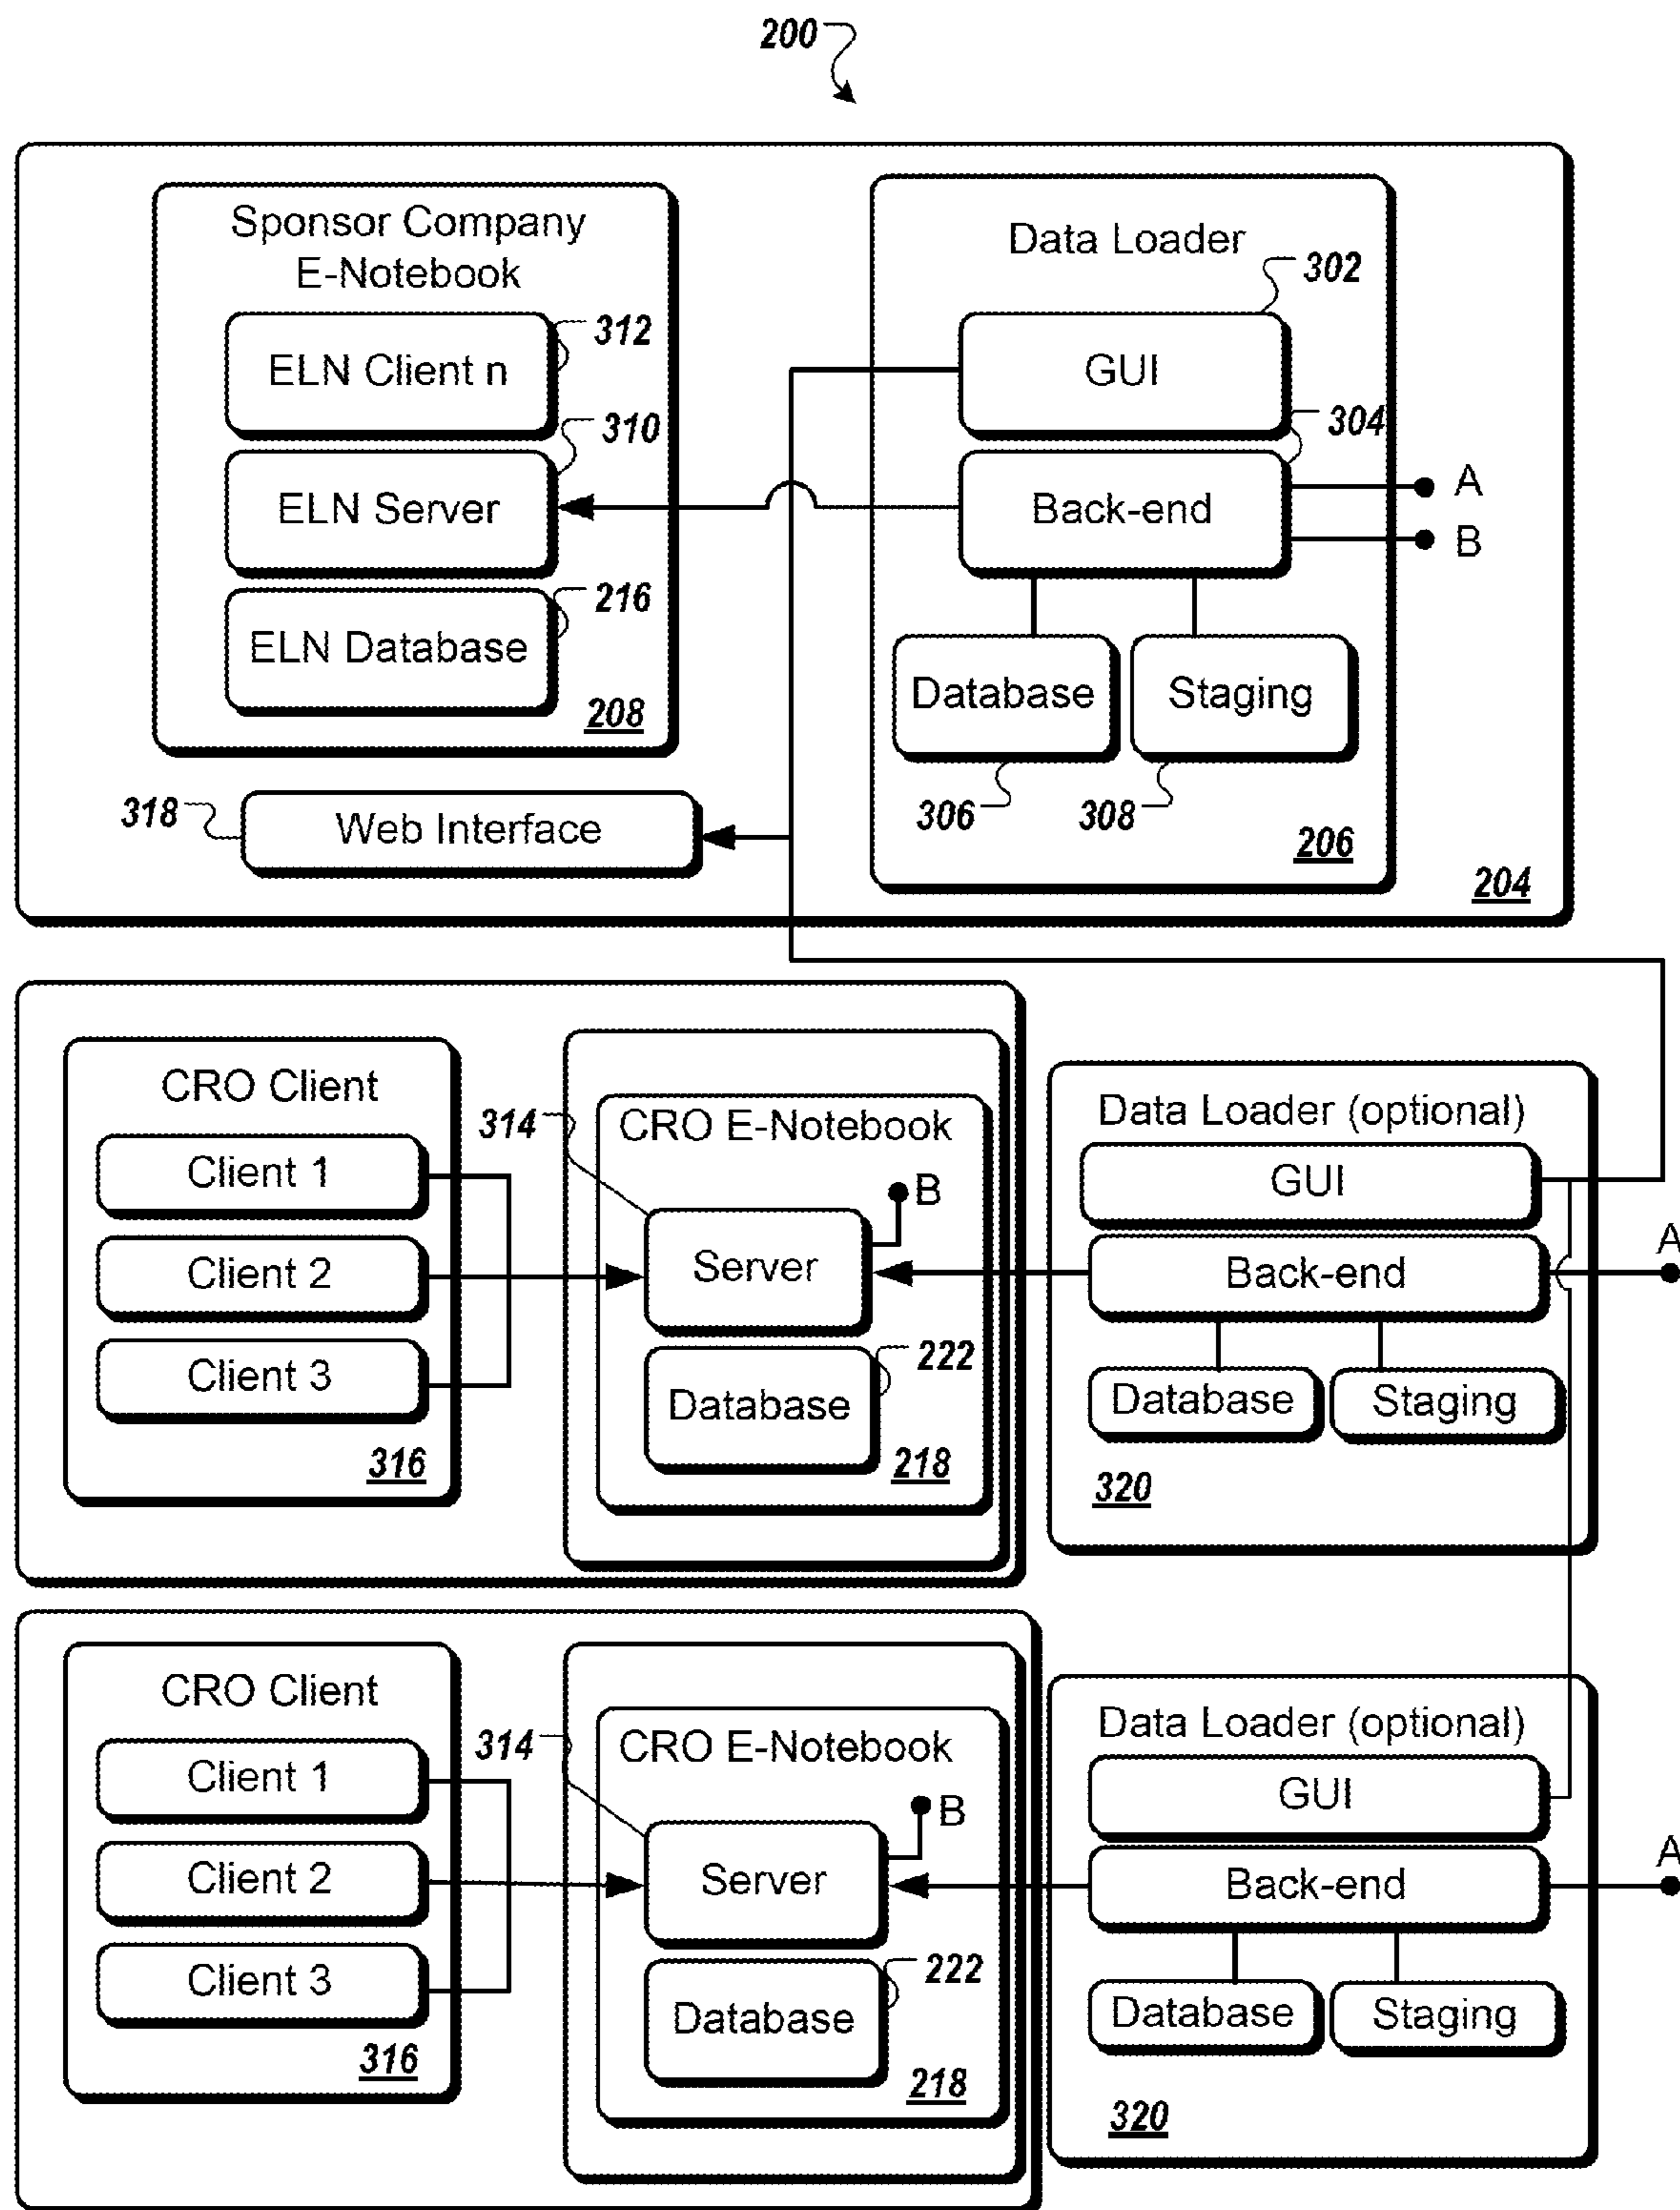 200
Sponsor Company
E-Notebook
ELN Client n
312
ELN Server
310
ELN Database
216
208
318
Web Interface
Data Loader
302
GUI
304
Back-end
A
B
Database
Staging
306
308
206
204
CRO Client
Client 1
Client 2
Client 3
316
314
CRO E-Notebook
B
Server
222
Database
218
Data Loader (optional)
GUI
Back-end
A
Database
Staging
320
CRO Client
Client 1
Client 2
Client 3
316
314
CRO E-Notebook
B
Server
222
Database
218
Data Loader (optional)
GUI
Back-end
A
Database
Staging
320